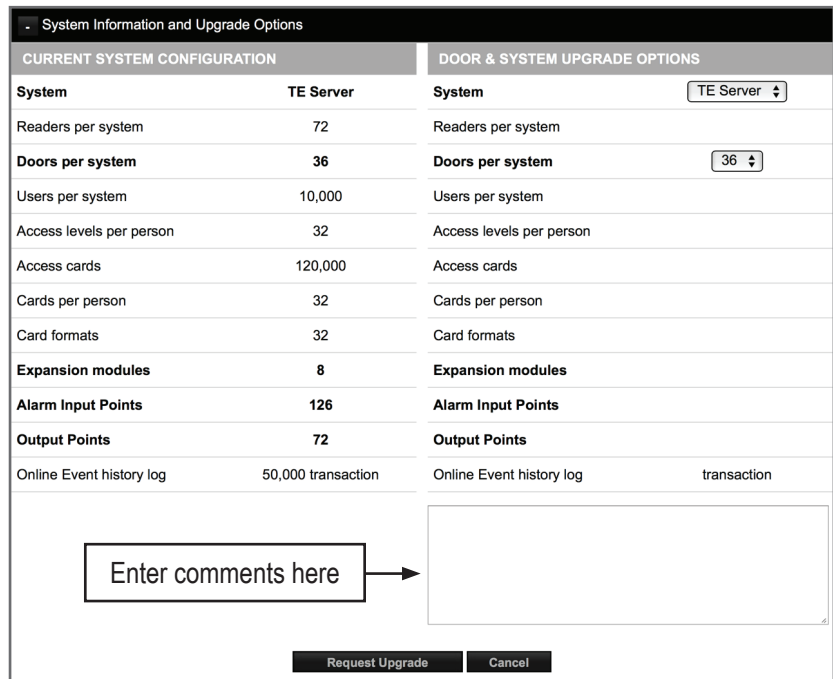 - System Information and Upgrade Options
CURRENT SYSTEM CONFIGURATION DOOR & SYSTEM UPGRADE OPTIONS
System TE Server System TE Server
Readers per system 72 Readers per system
Doors per system 36 Doors per system 36
Users per system 10,000 Users per system
Access levels per person 32 Access levels per person
Access cards 120,000 Access cards
Cards per person 32 Cards per person
Card formats 32 Card formats
Expansion modules 8 Expansion modules
Alarm Input Points 126 Alarm Input Points
Output Points 72 Output Points
Online Event history log 50,000 transaction Online Event history log transaction
Enter comments here
Request Upgrade Cancel